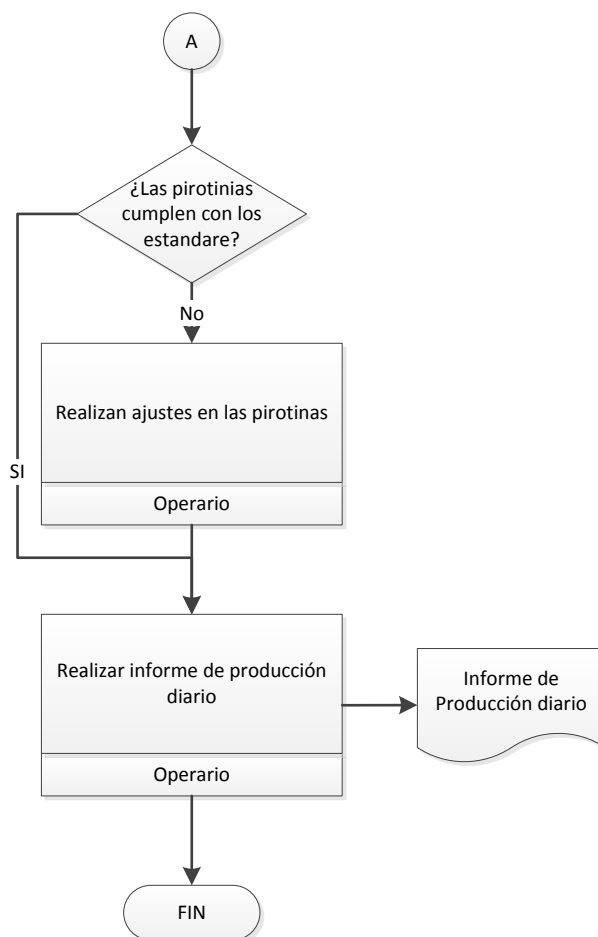 A
¿Las pirotinias
cumplen con los
estandare?
No
Realizan ajustes en las pirotinas
SI
Operario
Realizar informe de producción
diario
Informe de
Producción diario
Operario
FIN